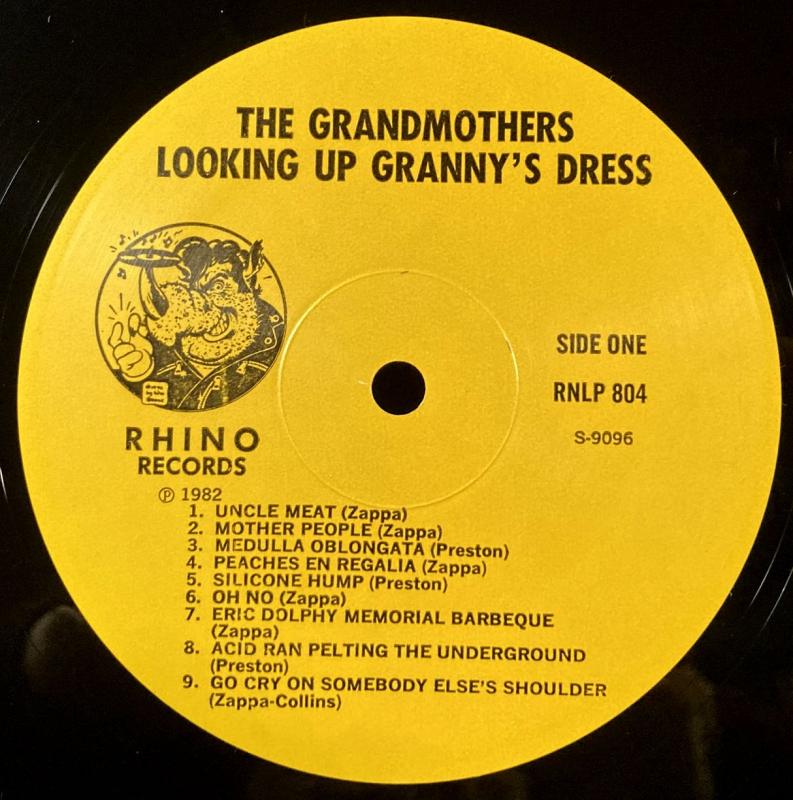 THE GRANDMOTHERS
LOOKING UP GRANNY'S DRESS
SIDE ONE
RNLP 804
S-9096
RHINO
RECORDS
℗ 1982
1. UNCLE MEAT (Zappa)
2. MOTHER PEOPLE (Zappa)
3. MEDULLA OBLONGATA (Preston)
4. PEACHES EN REGALIA (Zappa)
5. SILICONE HUMP (Preston)
6. OH NO (Zappa)
7. ERIC DOLPHY MEMORIAL BARBEQUE
(Zappa)
8. ACID RAN PELTING THE UNDERGROUND
(Preston)
9. GO CRY ON SOMEBODY ELSE'S SHOULDER
(Zappa-Collins)